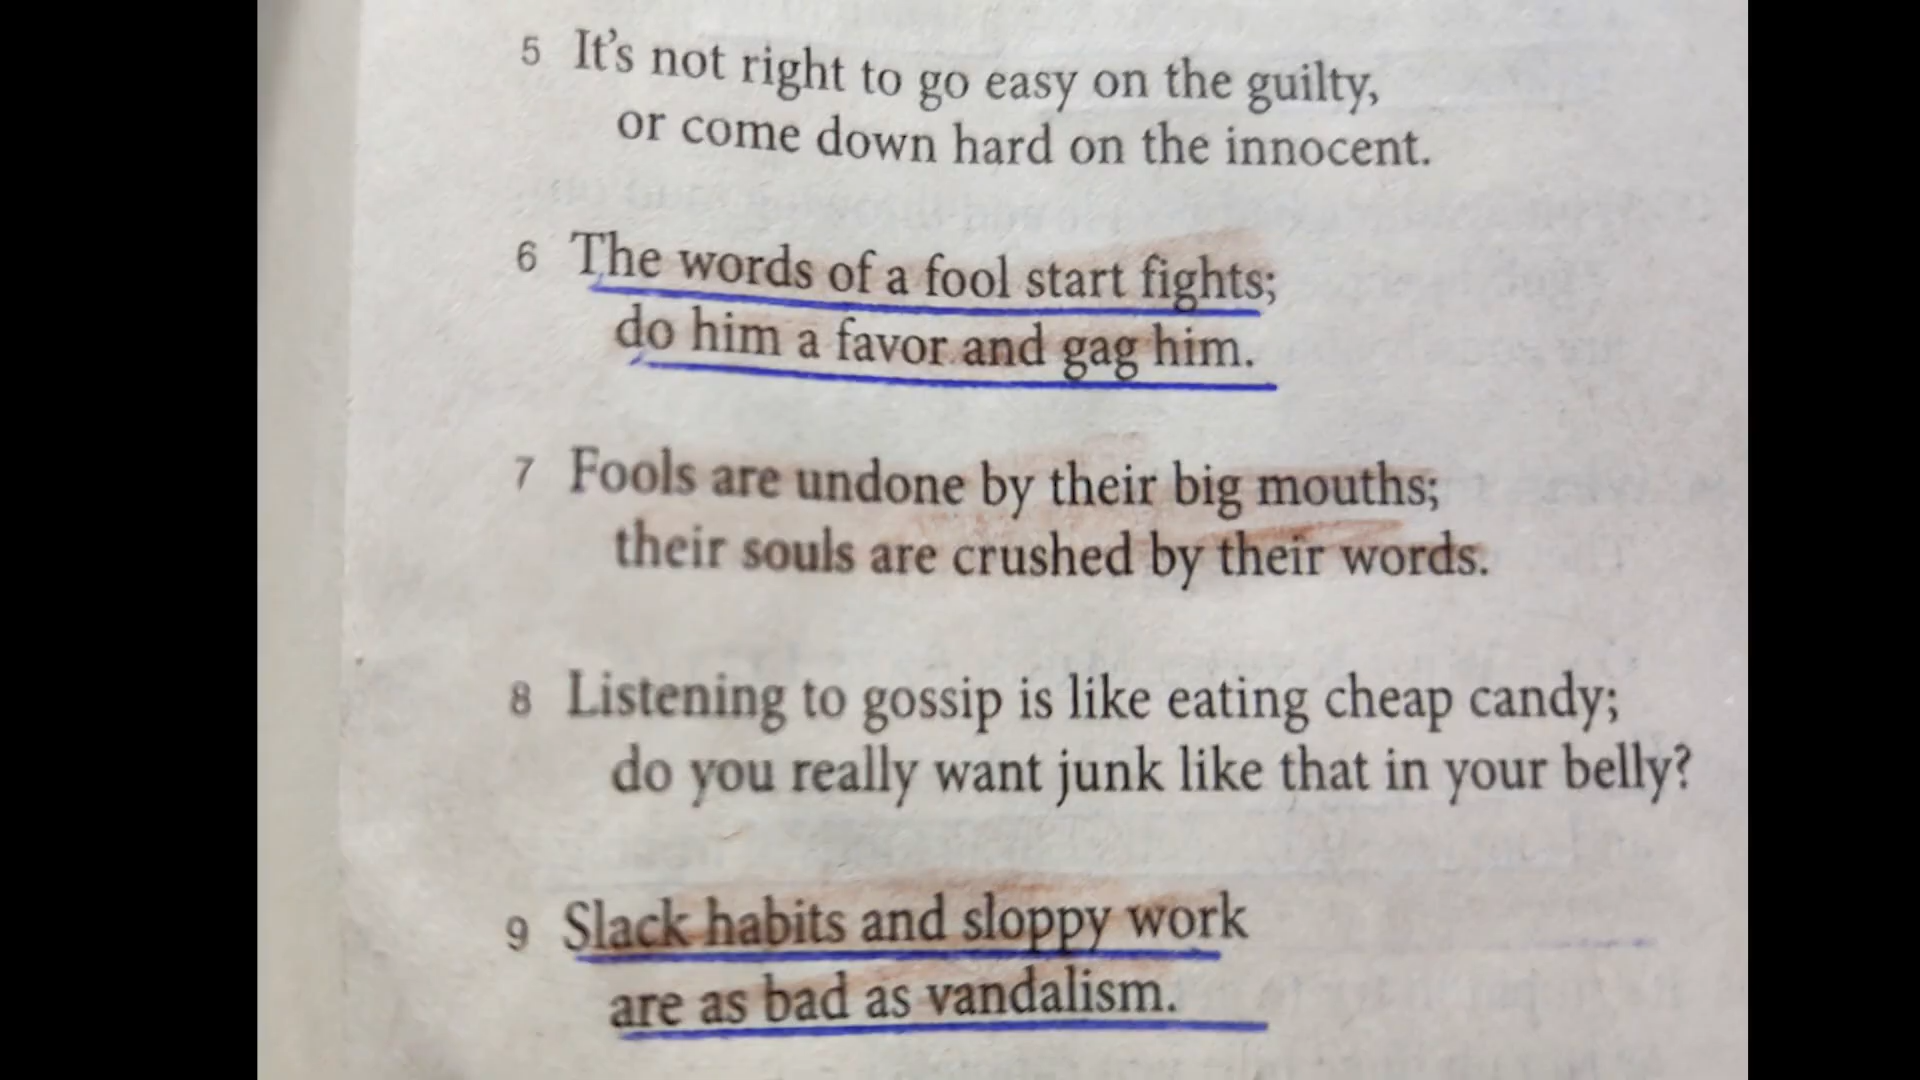 5 It's not right to go easy on the guilty,
or come down hard on the innocent.
6 The words of a fool start fights;
do him a favor and gag him.
7 Fools are undone by their big mouths;
their souls are crushed by their words.
8 Listening to gossip is like eating cheap candy;
do you really want junk like that in your belly?
9 Slack habits and sloppy work
are as bad as vandalism.